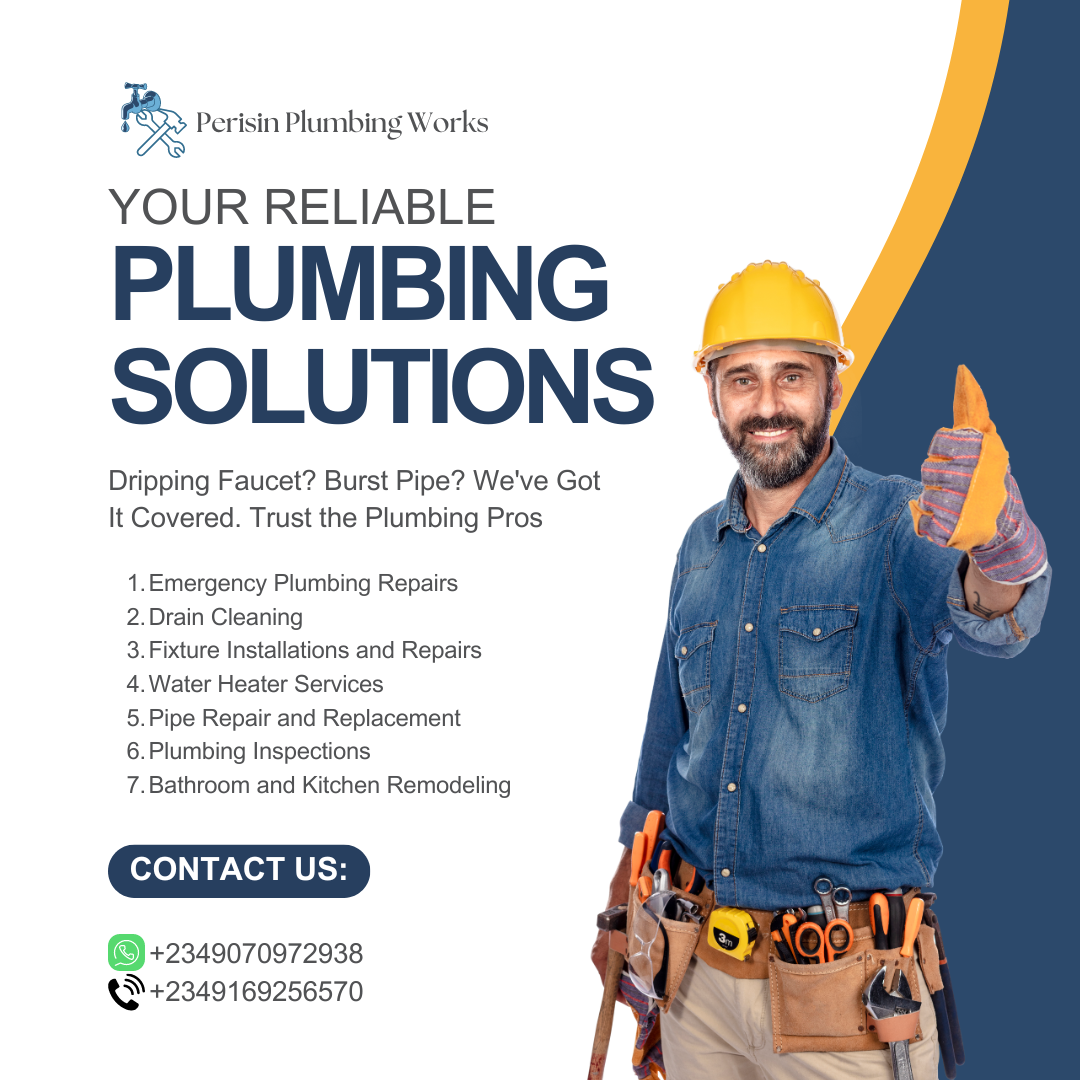 Perisin Plumbing Works
YOUR RELIABLE
PLUMBING
SOLUTIONS
Dripping Faucet? Burst Pipe? We've Got
It Covered. Trust the Plumbing Pros
1. Emergency Plumbing Repairs
2. Drain Cleaning
3. Fixture Installations and Repairs
4. Water Heater Services
5. Pipe Repair and Replacement
6. Plumbing Inspections
7. Bathroom and Kitchen Remodeling
CONTACT US:
+2349070972938
+2349169256570
3m